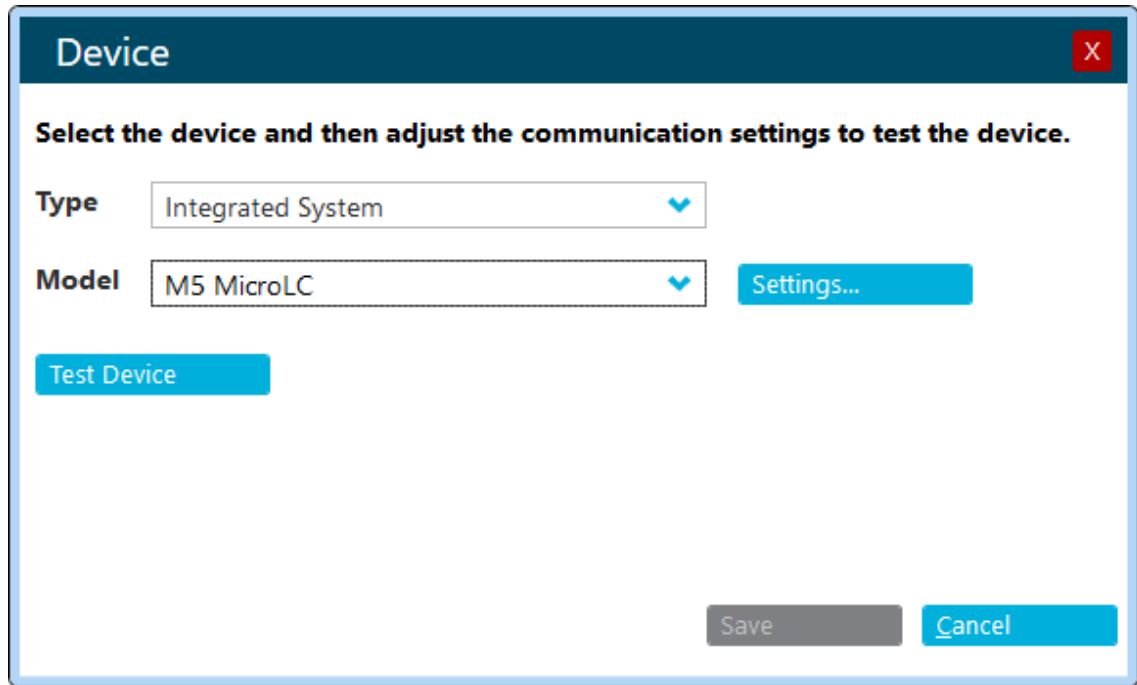 Device
X
Select the device and then adjust the communication settings to test the device.
Type
Integrated System
Model
M5 MicroLC
Settings...
Test Device
Save
Cancel